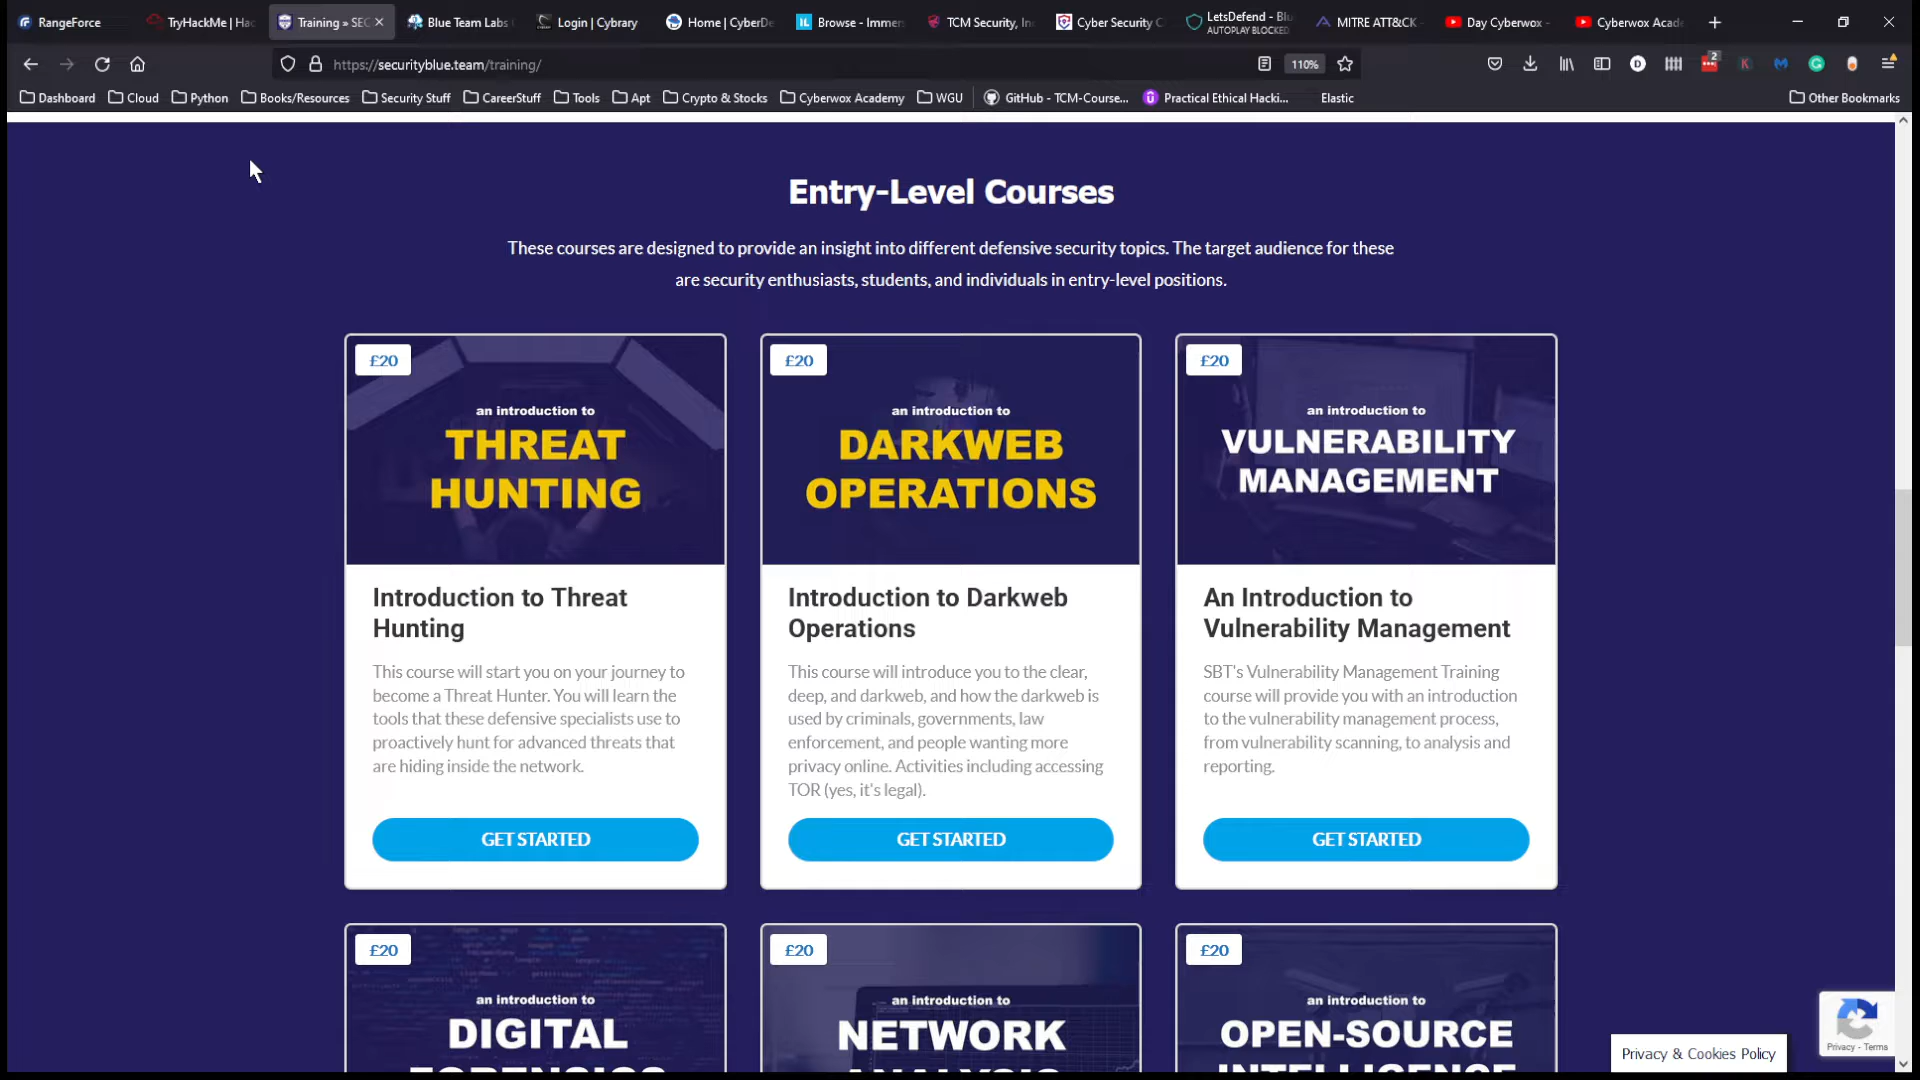 RangeForce
TryHackMe | Hac
Training » SEC
Blue Team Labs
Login | Cybrary
Home | CyberDe
Browse - Immers
TCM Security, In
Cyber Security C
LetsDefend - Blu
AUTOPLAY BLOCKED
MITRE ATT&CK
Day Cyberwox -
Cyberwox Acad
https://securityblue.team/training/
110%
2
Dashboard
Cloud
Python
Books/Resources
Security Stuff
CareerStuff
Tools
Apt
Crypto & Stocks
Cyberwox Academy
WGU
GitHub - TCM-Course...
Practical Ethical Hacki...
Elastic
Other Bookmarks
Entry-Level Courses
These courses are designed to provide an insight into different defensive security topics. The target audience for these
are security enthusiasts, students, and individuals in entry-level positions.
£20
an introduction to
THREAT
HUNTING
Introduction to Threat
Hunting
This course will start you on your journey to
become a Threat Hunter. You will learn the
tools that these defensive specialists use to
proactively hunt for advanced threats that
are hiding inside the network.
GET STARTED
£20
an introduction to
DARKWEB
OPERATIONS
Introduction to Darkweb
Operations
This course will introduce you to the clear,
deep, and darkweb, and how the darkweb is
used by criminals, governments, law
enforcement, and people wanting more
privacy online. Activities including accessing
TOR (yes, it's legal).
GET STARTED
£20
an introduction to
VULNERABILITY
MANAGEMENT
An Introduction to
Vulnerability Management
SBT's Vulnerability Management Training
course will provide you with an introduction
to the vulnerability management process,
from vulnerability scanning, to analysis and
reporting.
GET STARTED
£20
an introduction to
DIGITAL
FORENSICS
£20
an introduction to
NETWORK
ANALYSIS
£20
an introduction to
OPEN-SOURCE
INTELLIGENCE
Privacy - Terms
Privacy & Cookies Policy